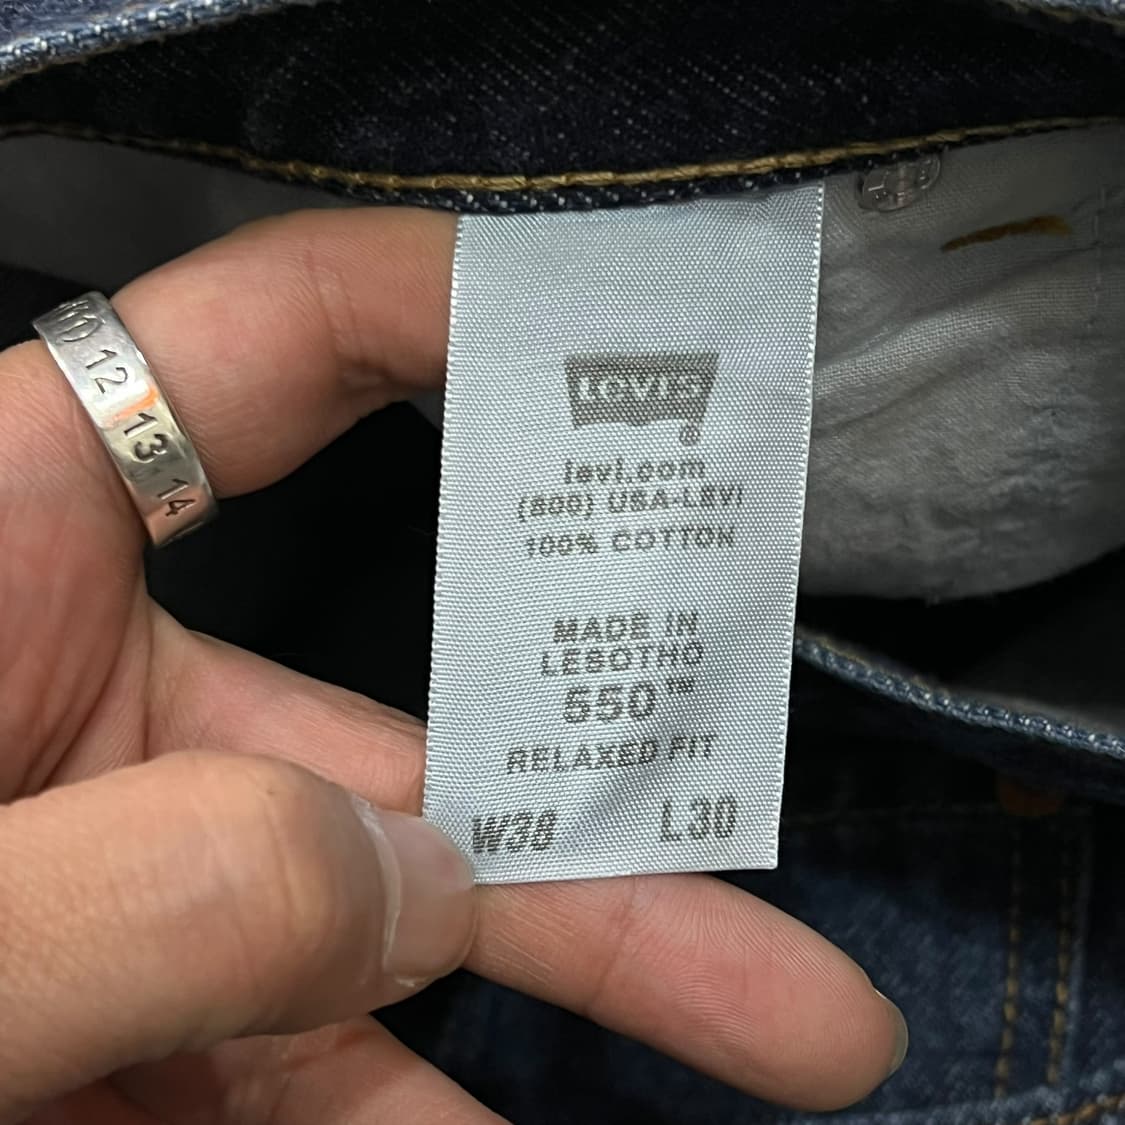 11 12 13 14
LEVI'S
®
levi.com
(800) USA-LEVI
100% COTTON
MADE IN
LESOTHO
550™
RELAXED FIT
W38 L30